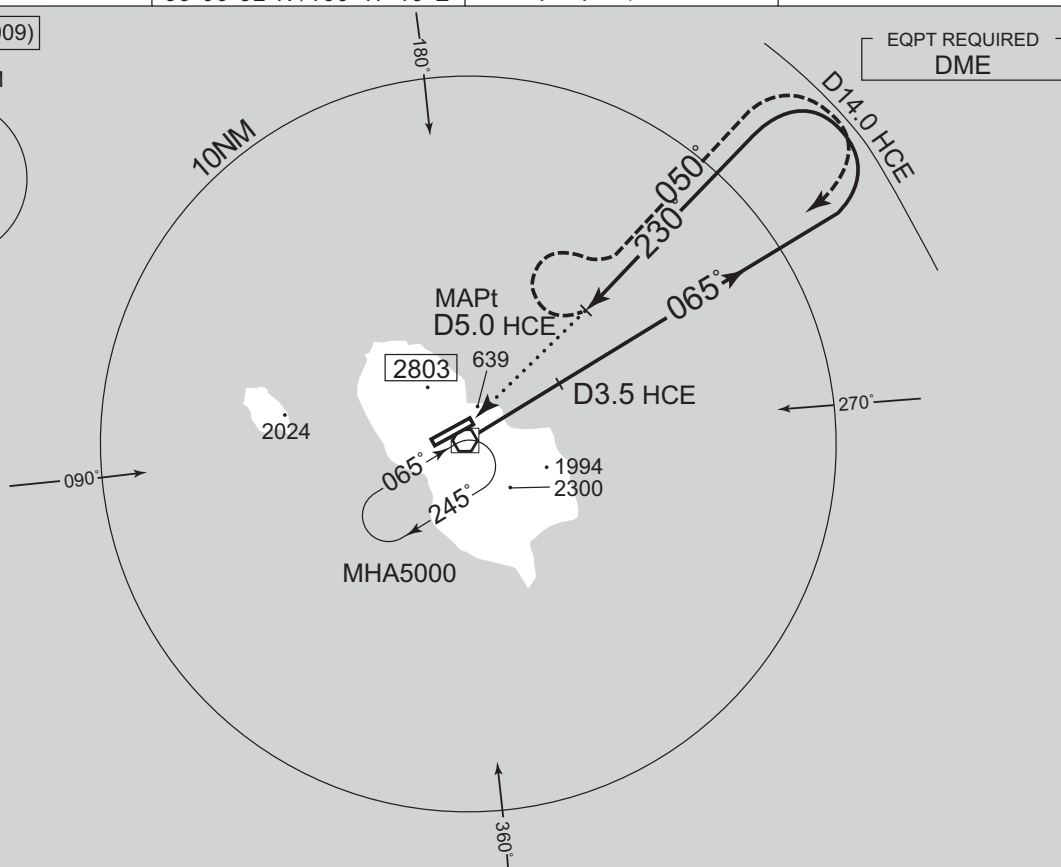 009)
EQPT REQUIRED
DME
180°
10NM
D14.0 HCE
050°
230°
065°
MAPt
D5.0 HCE
2803
639
D3.5 HCE
270°
2024
1994
2300
090°
065°
245°
MHA5000
360°